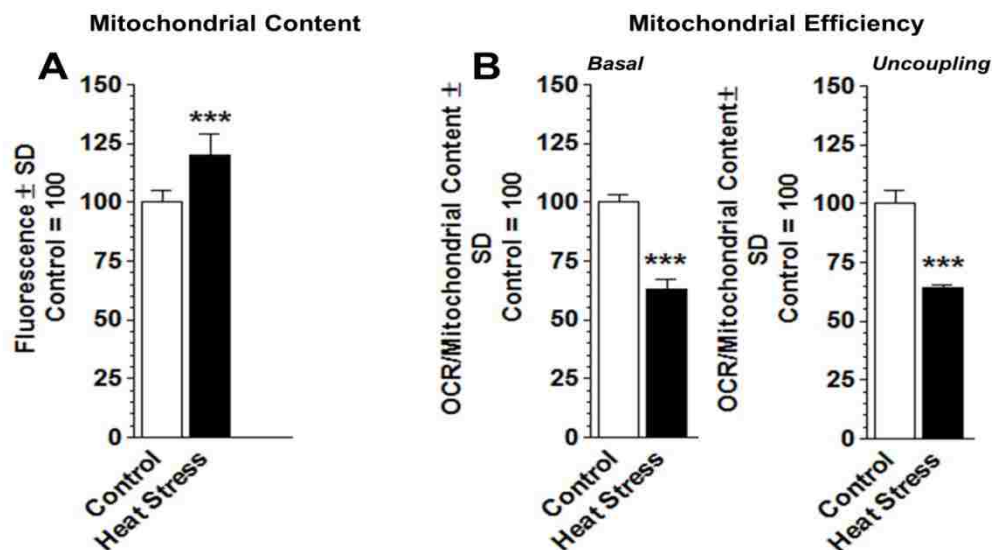 Mitochondrial Content
Mitochondrial Efficiency
A
Fluorescence ± SD
Control = 100
150
125
100
75
50
25
0
***
Control
Heat Stress
B
Basal
OCR/Mitochondrial Content ±
SD
Control = 100
150
125
100
75
50
25
0
***
Control
Heat Stress
Uncoupling
OCR/Mitochondrial Content±
SD
Control = 100
150
125
100
75
50
25
0
***
Control
Heat Stress